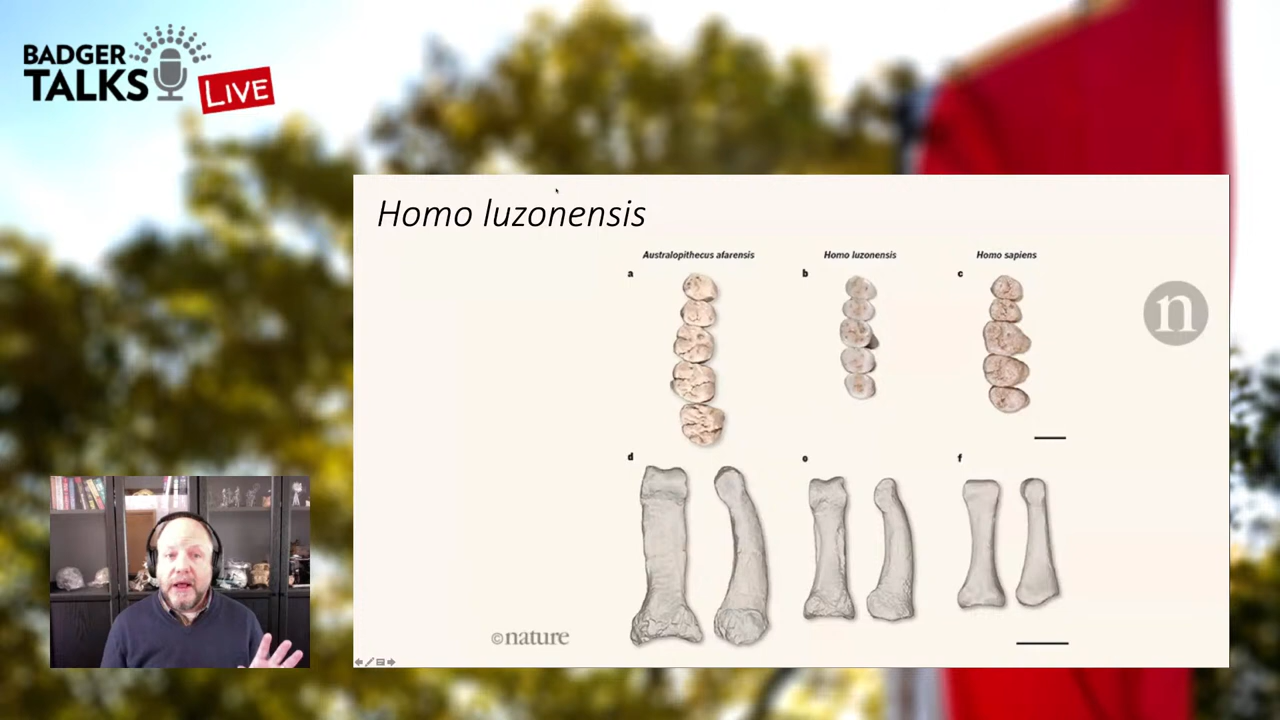 BADGER
TALKS
LIVE
Homo luzonensis
Australopithecus afarensis
Homo luzonensis
Homo sapiens
a
b
c
n
d
e
f
©nature